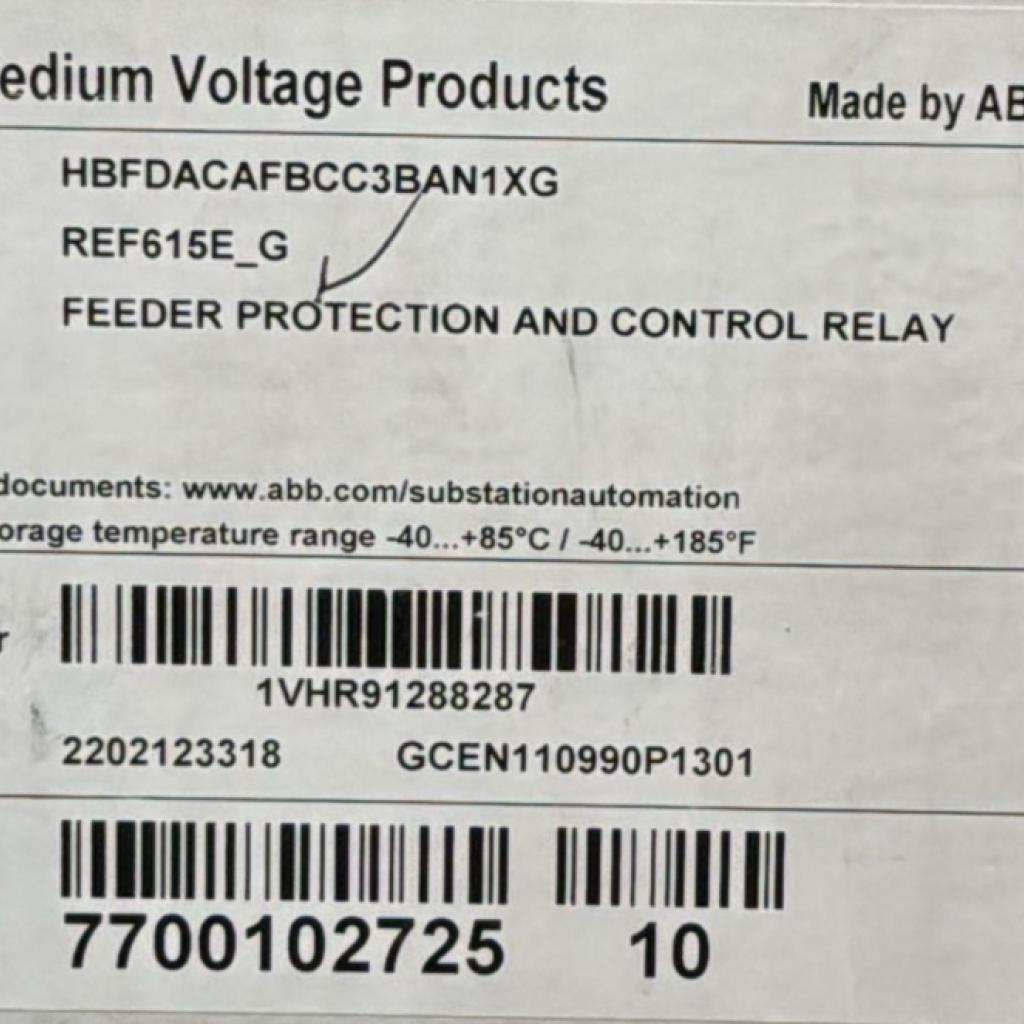 edium Voltage Products
Made by AB
HBFDACAFBCC3BAN1XG
REF615E_G
FEEDER PROTECTION AND CONTROL RELAY
documents: www.abb.com/substationautomation
orage temperature range -40...+85°C / -40...+185°F
r
1VHR91288287
2202123318 GCEN110990P1301
7700102725 10